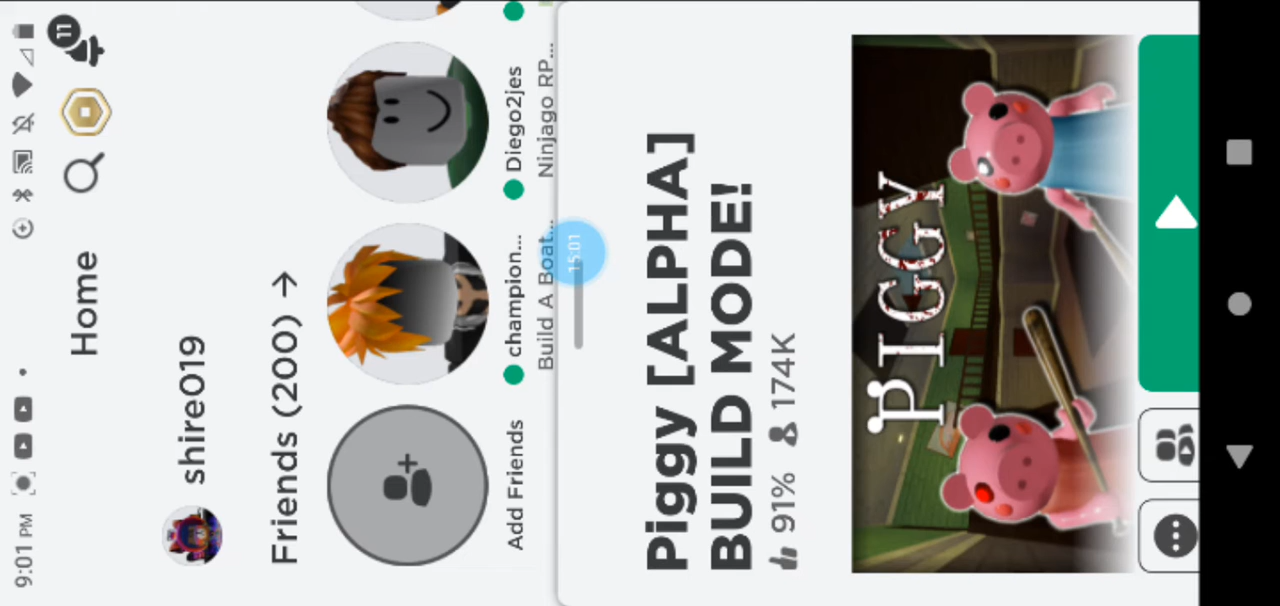 9:01 PM
Home
11
shire019
Friends (200) →
Add Friends
champion...
Build A Boat...
Diego2jes
Ninjago RP...
15:01
Piggy [ALPHA]
BUILD MODE!
91% 174K
PIGGY